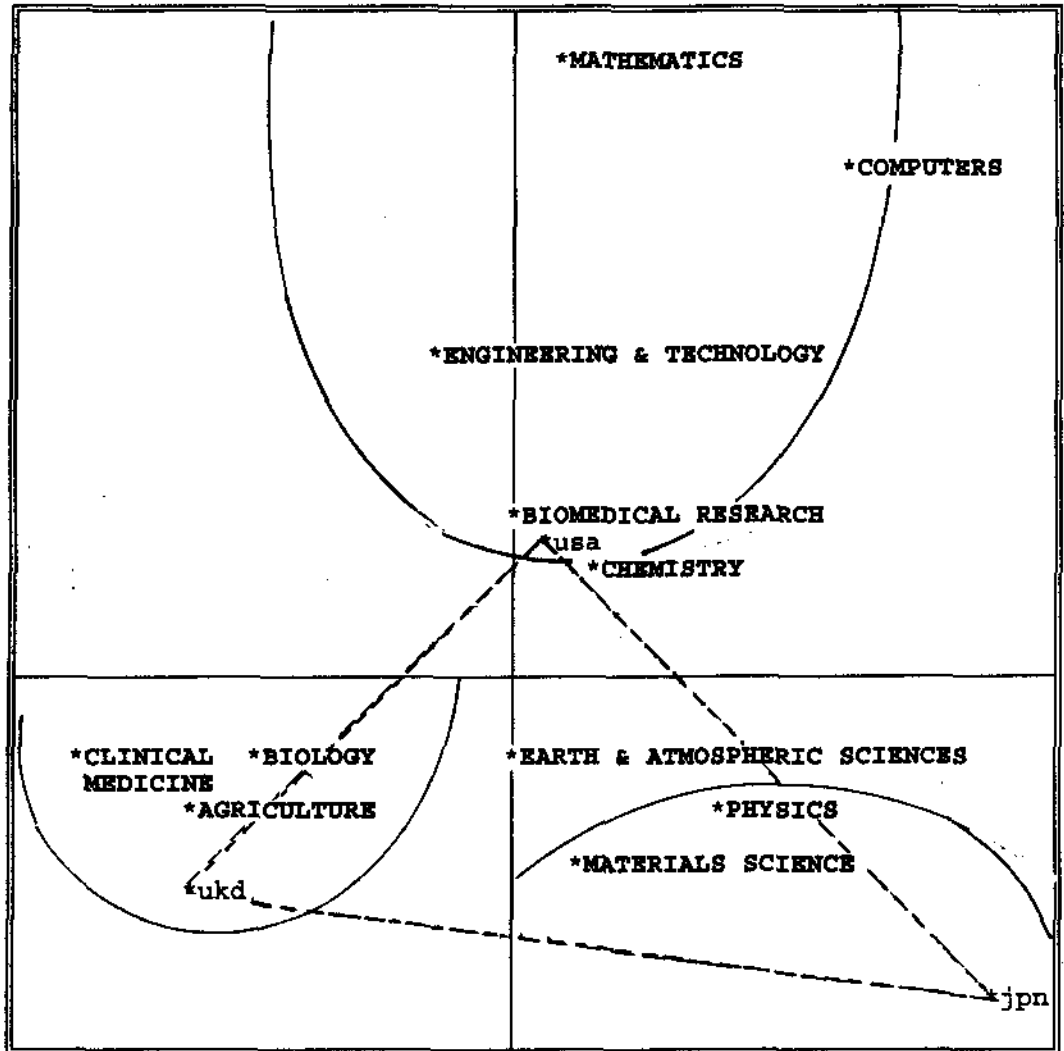 *MATHEMATICS
*COMPUTERS
*ENGINEERING & TECHNOLOGY
*BIOMEDICAL RESEARCH
*usa
*CHEMISTRY
*CLINICAL MEDICINE
*BIOLOGY
*EARTH & ATMOSPHERIC SCIENCES
*AGRICULTURE
*PHYSICS
*MATERIALS SCIENCE
*ukd
*jpn